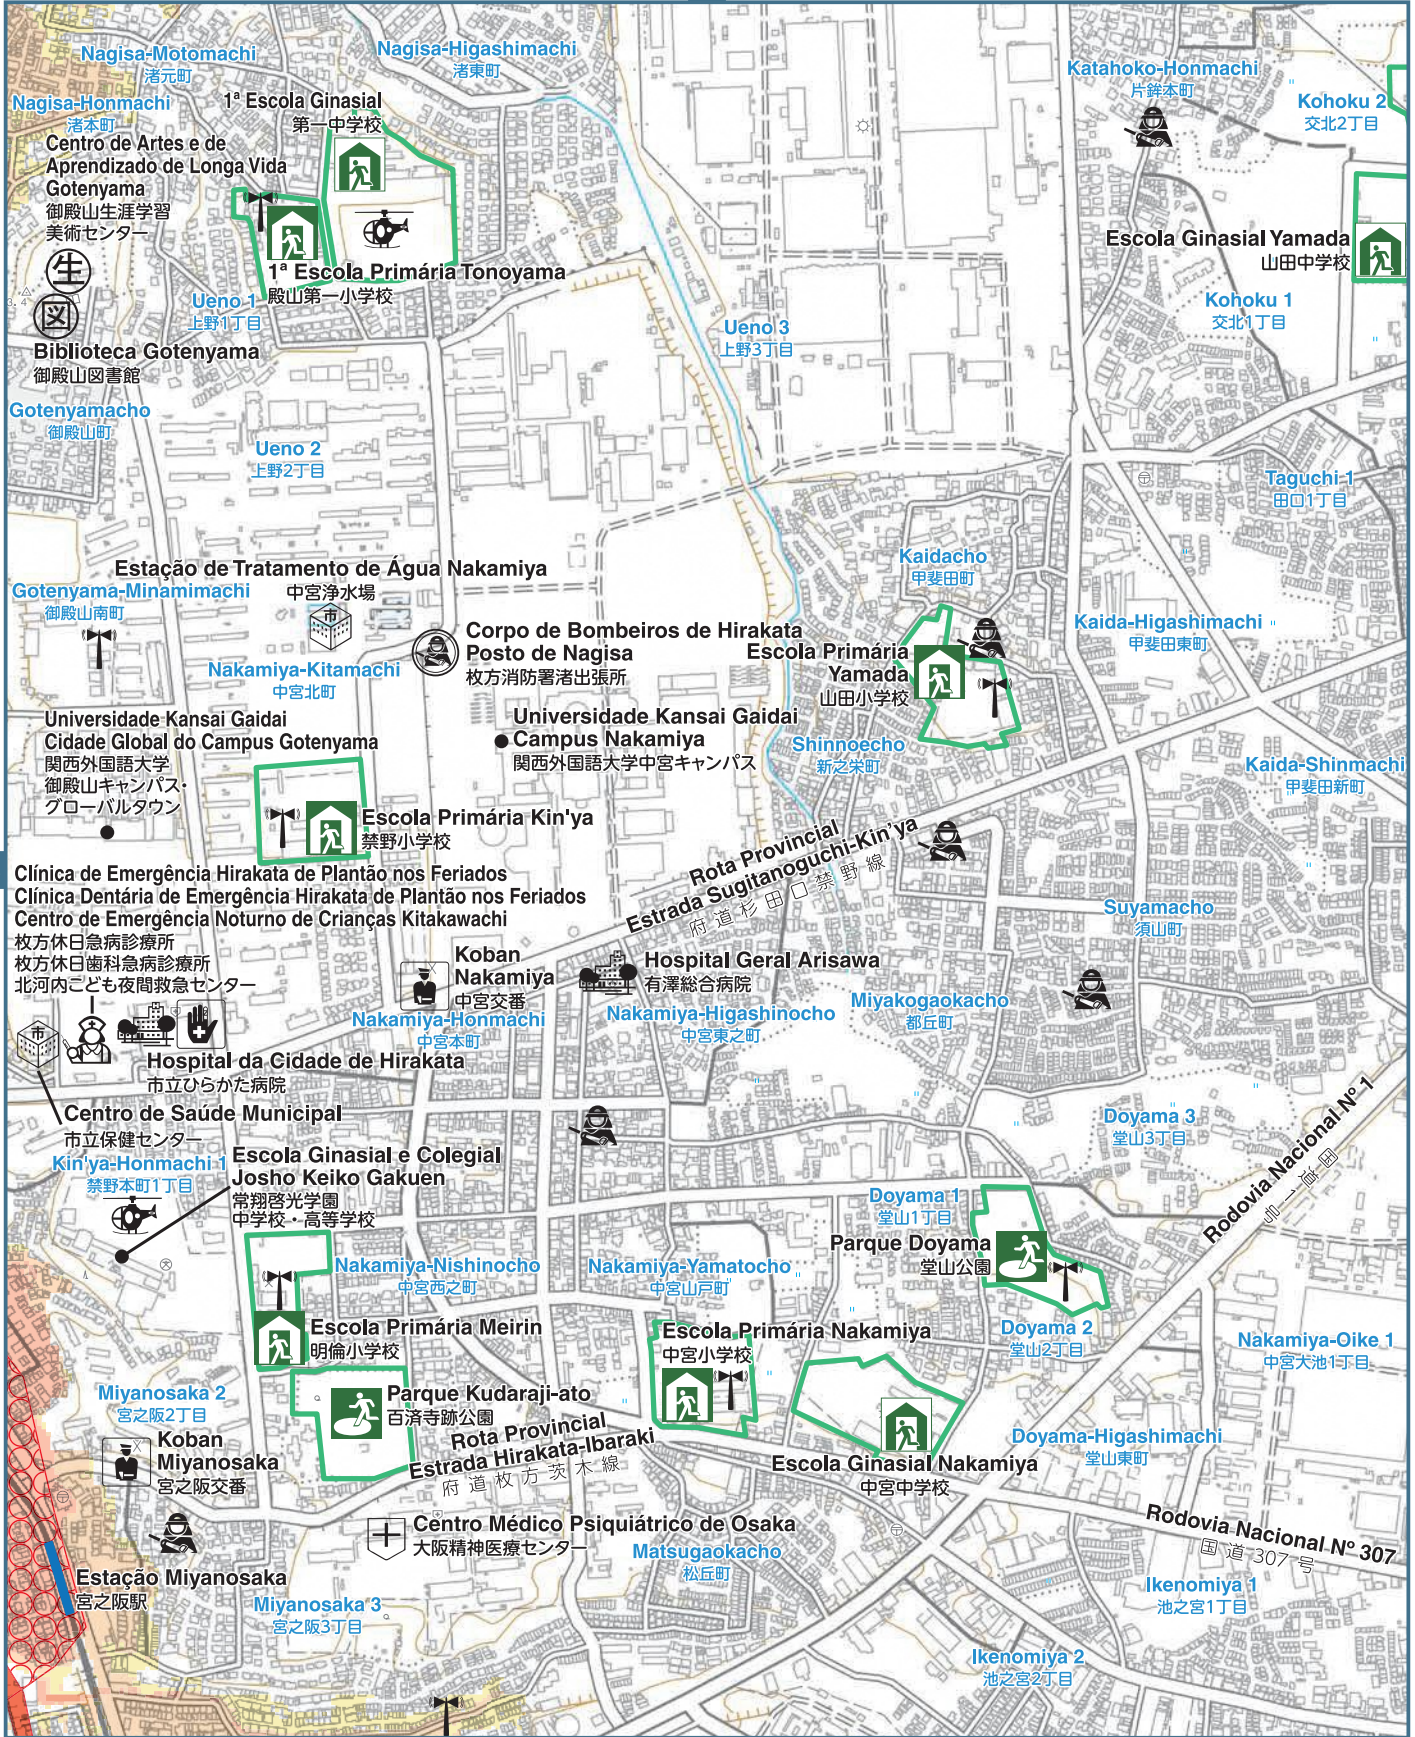 Nagisa-Motomachi
渚元町
Nagisa-Higashimachi
渚東町
Katahoko-Honmachi
片鉾本町
Kohoku 2
交北2丁目
Nagisa-Honmachi
渚本町
1ª Escola Ginasial
第一中学校
Centro de Artes e de
Aprendizado de Longa Vida
Gotenyama
御殿山生涯学習
美術センター
生
図
Biblioteca Gotenyama
御殿山図書館
1ª Escola Primária Tonoyama
殿山第一小学校
Ueno 1
上野1丁目
Ueno 3
上野3丁目
Escola Ginasial Yamada
山田中学校
Kohoku 1
交北1丁目
Gotenyamacho
御殿山町
Ueno 2
上野2丁目
Taguchi 1
田口1丁目
Estação de Tratamento de Água Nakamiya
中宮浄水場
市
Gotenyama-Minamimachi
御殿山南町
Kaidacho
甲斐田町
Kaida-Higashimachi
甲斐田東町
Corpo de Bombeiros de Hirakata
Posto de Nagisa
枚方消防署渚出張所
Nakamiya-Kitamachi
中宮北町
Escola Primária
Yamada
山田小学校
Universidade Kansai Gaidai
Cidade Global do Campus Gotenyama
関西外国語大学
御殿山キャンパス・
グローバルタウン
Universidade Kansai Gaidai
Campus Nakamiya
関西外国語大学中宮キャンパス
Shinnoecho
新之栄町
Kaida-Shinmachi
甲斐田新町
Escola Primária Kin'ya
禁野小学校
Rota Provincial
Estrada Sugitanoguchi-Kin'ya
府道杉田口禁野線
Clínica de Emergência Hirakata de Plantão nos Feriados
Clínica Dentária de Emergência Hirakata de Plantão nos Feriados
Centro de Emergência Noturno de Crianças Kitakawachi
枚方休日急病診療所
枚方休日歯科急病診療所
北河内こども夜間救急センター
Suyamacho
須山町
Koban
Nakamiya
中宮交番
Hospital Geral Arisawa
有澤総合病院
Nakamiya-Honmachi
中宮本町
Nakamiya-Higashinocho
中宮東之町
Miyakogaokacho
都丘町
市
Hospital da Cidade de Hirakata
市立ひらかた病院
Centro de Saúde Municipal
市立保健センター
Doyama 3
堂山3丁目
Rodovia Nacional Nº 1
国道1号
Kin'ya-Honmachi 1
禁野本町1丁目
Escola Ginasial e Colegial
Josho Keiko Gakuen
常翔啓光学園
中学校・高等学校
Doyama 1
堂山1丁目
Parque Doyama
堂山公園
Nakamiya-Nishinocho
中宮西之町
Nakamiya-Yamatocho
中宮山戸町
Escola Primária Meirin
明倫小学校
Escola Primária Nakamiya
中宮小学校
Doyama 2
堂山2丁目
Nakamiya-Oike 1
中宮大池1丁目
Miyanosaka 2
宮之阪2丁目
Parque Kudaraji-ato
百済寺跡公園
Koban
Miyanosaka
宮之阪交番
Rota Provincial
Estrada Hirakata-Ibaraki
府道枚方茨木線
Escola Ginasial Nakamiya
中宮中学校
Doyama-Higashimachi
堂山東町
Rodovia Nacional Nº 307
国道307号
Centro Médico Psiquiátrico de Osaka
大阪精神医療センター
Matsugaokacho
松丘町
Estação Miyanosaka
宮之阪駅
Miyanosaka 3
宮之阪3丁目
Ikenomiya 1
池之宮1丁目
Ikenomiya 2
池之宮2丁目